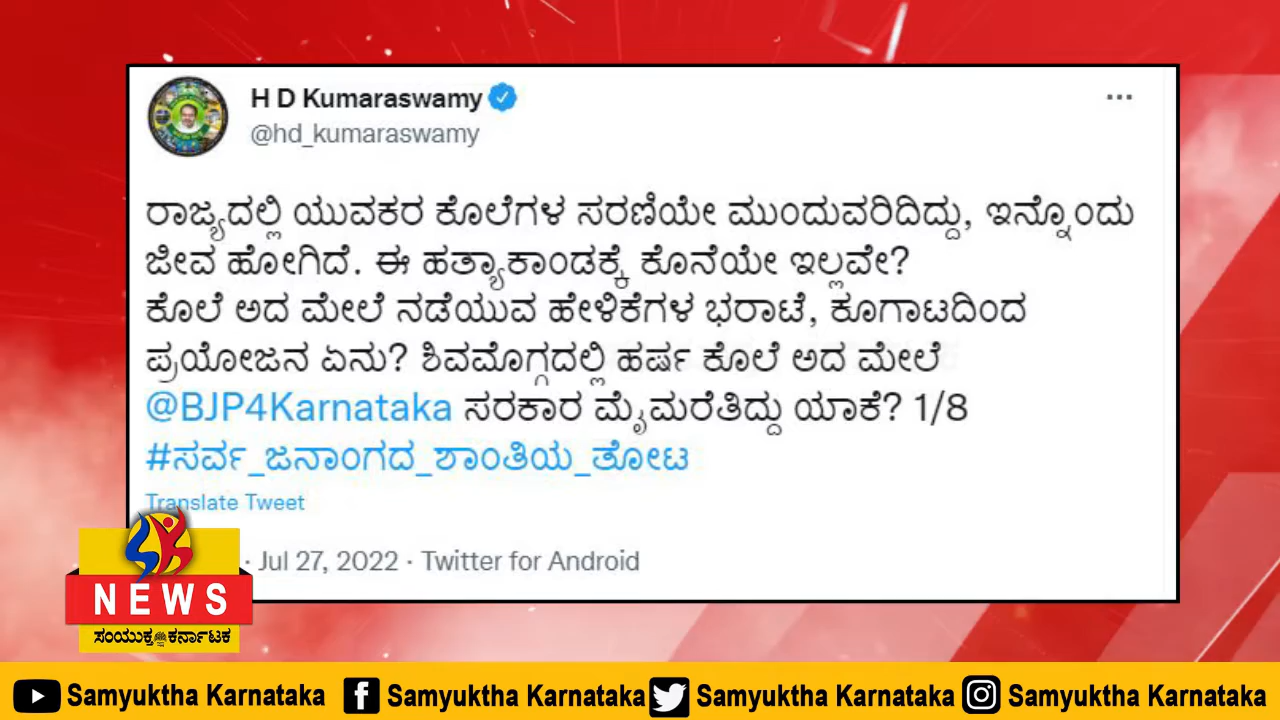 H D Kumaraswamy
@hd_kumaraswamy
ರಾಜ್ಯದಲ್ಲಿ ಯುವಕರ ಕೊಲೆಗಳ ಸರಣಿಯೇ ಮುಂದುವರಿದಿದ್ದು, ಇನ್ನೊಂದು
ಜೀವ ಹೋಗಿದೆ. ಈ ಹತ್ಯಾಕಾಂಡಕ್ಕೆ ಕೊನೆಯೇ ಇಲ್ಲವೇ?
ಕೊಲೆ ಅದ ಮೇಲೆ ನಡೆಯುವ ಹೇಳಿಕೆಗಳ ಭರಾಟೆ, ಕೂಗಾಟದಿಂದ
ಪ್ರಯೋಜನ ಏನು? ಶಿವಮೊಗ್ಗದಲ್ಲಿ ಹರ್ಷ ಕೊಲೆ ಅದ ಮೇಲೆ
@BJP4Karnataka ಸರಕಾರ ಮೈಮರೆತಿದ್ದು ಯಾಕೆ? 1/8
#ಸರ್ವ_ಜನಾಂಗದ_ಶಾಂತಿಯ_ತೋಟ
Translate Tweet
· Jul 27, 2022 · Twitter for Android
NEWS
ಸಂಯುಕ್ತ ಕರ್ನಾಟಕ
Samyuktha Karnataka Samyuktha Karnataka Samyuktha Karnataka Samyuktha Karnataka